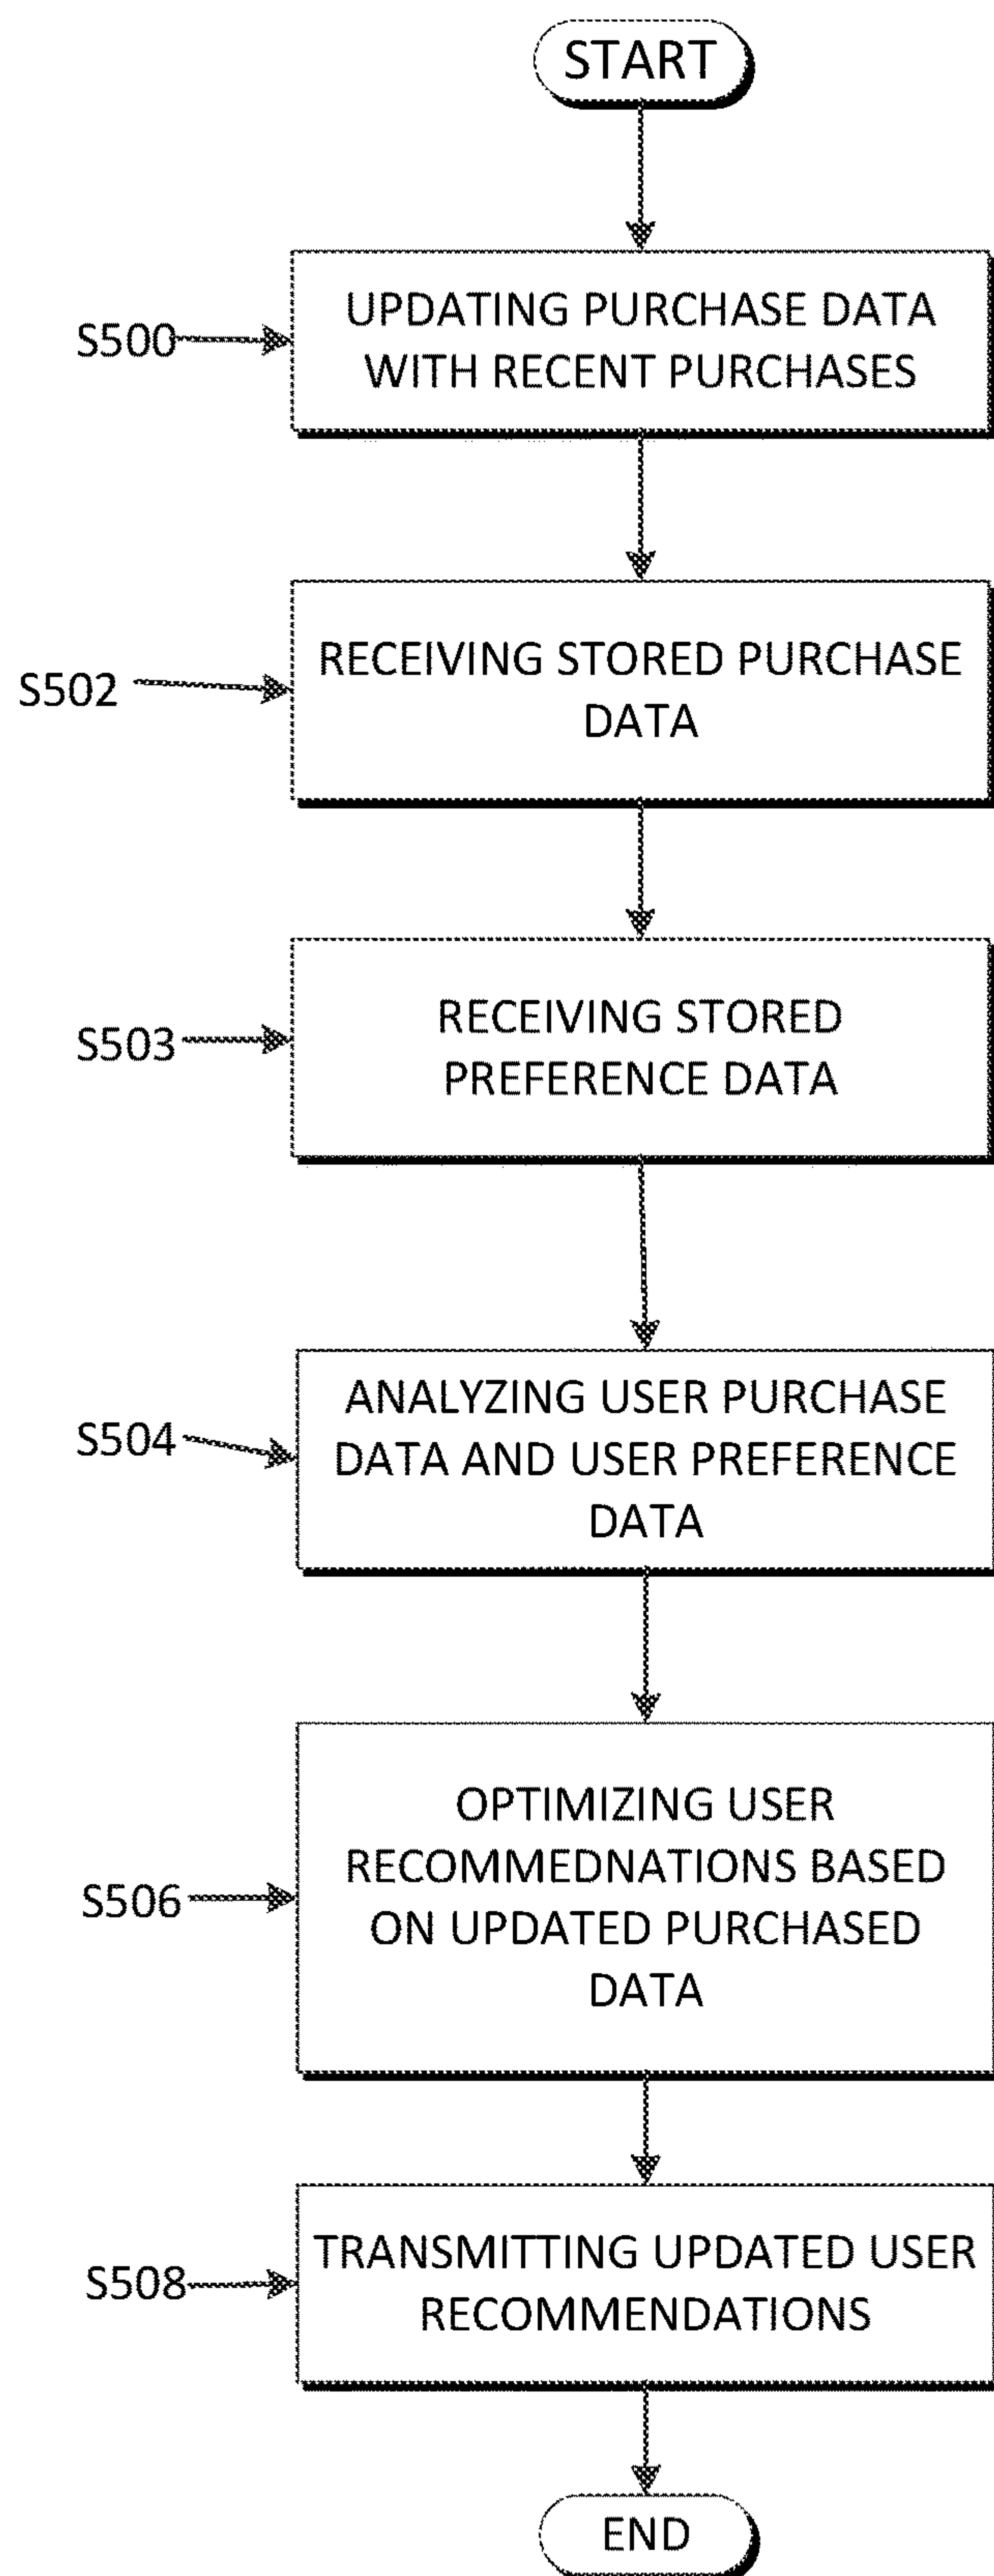 START
S500
UPDATING PURCHASE DATA
WITH RECENT PURCHASES
S502
RECEIVING STORED PURCHASE
DATA
S503
RECEIVING STORED
PREFERENCE DATA
S504
ANALYZING USER PURCHASE
DATA AND USER PREFERENCE
DATA
S506
OPTIMIZING USER
RECOMMEDNATIONS BASED
ON UPDATED PURCHASED
DATA
S508
TRANSMITTING UPDATED USER
RECOMMENDATIONS
END